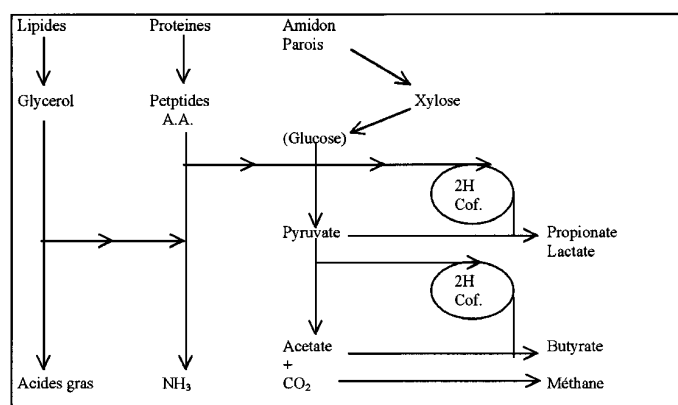 Lipides Proteines Amidon
Parois
Glycerol Petptides Xylose
A.A.
(Glucose)
2H
Cof.
Pyruvate Propionate
Lactate
2H
Cof.
Acetate Butyrate
+
Acides gras NH₃ CO₂ Méthane